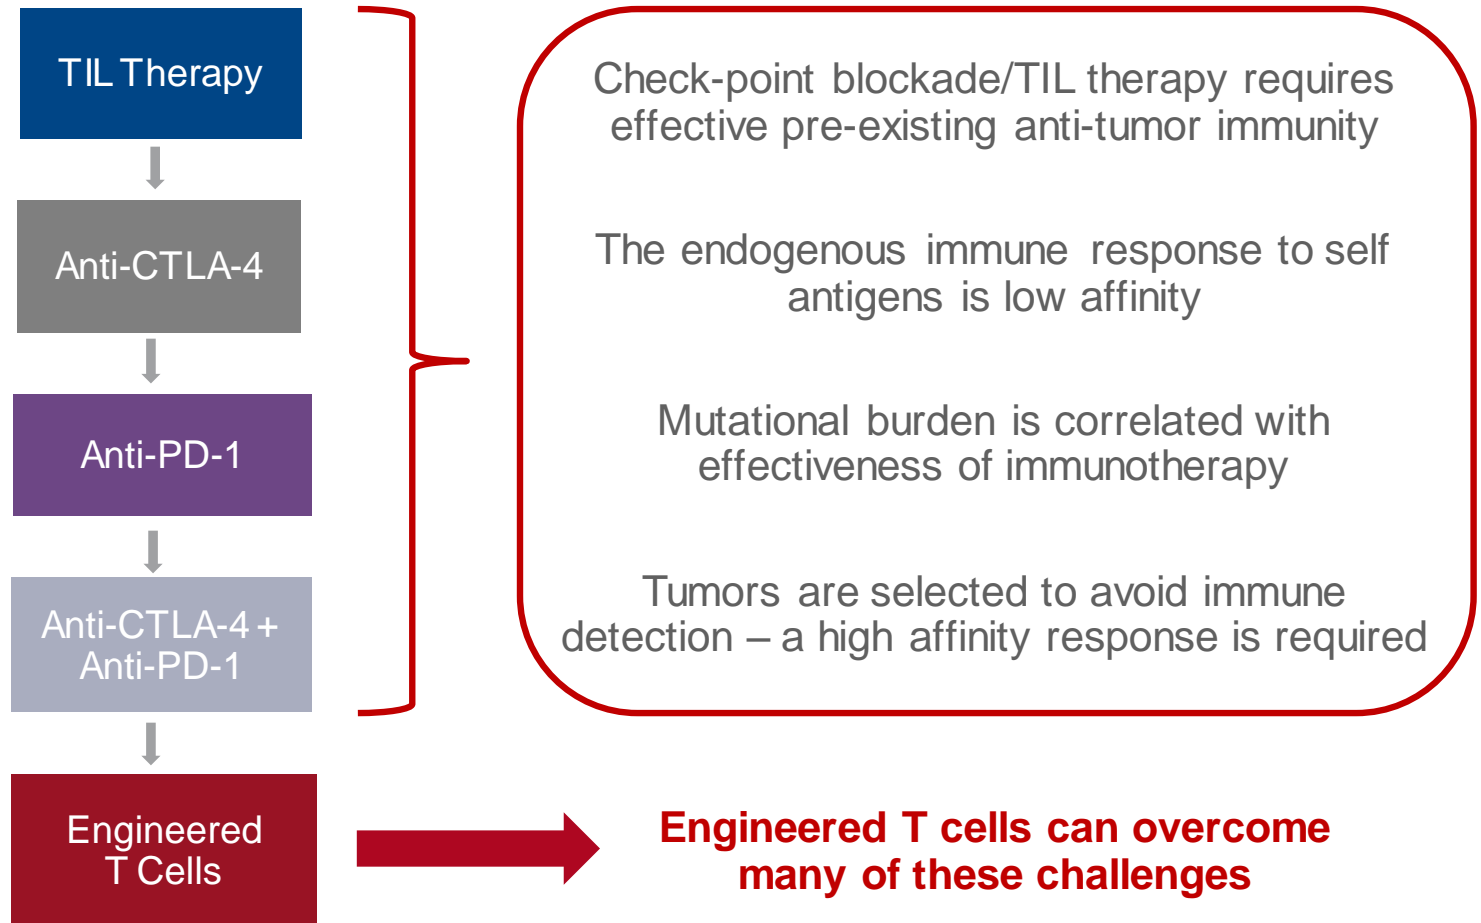 TIL Therapy
Anti-CTLA-4
Anti-PD-1
Anti-CTLA-4 +
Anti-PD-1
Engineered
T Cells
Check-point blockade/TIL therapy requires
effective pre-existing anti-tumor immunity
The endogenous immune response to self
antigens is low affinity
Mutational burden is correlated with
effectiveness of immunotherapy
Tumors are selected to avoid immune
detection – a high affinity response is required
Engineered T cells can overcome
many of these challenges